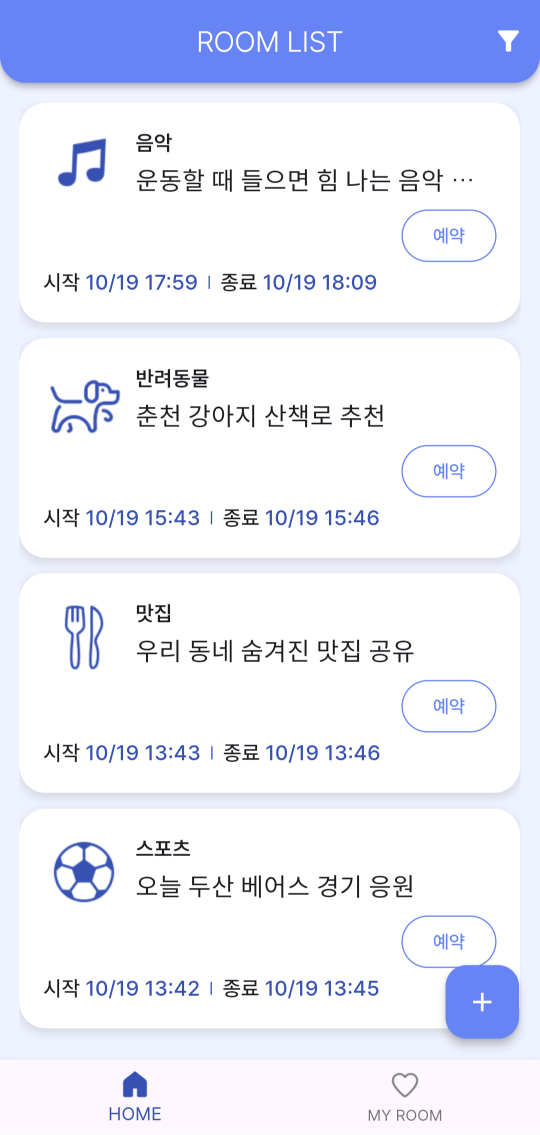 ROOM LIST
음악
운동할 때 들으면 힘 나는 음악 …
예약
시작 10/19 17:59 | 종료 10/19 18:09
반려동물
춘천 강아지 산책로 추천
예약
시작 10/19 15:43 | 종료 10/19 15:46
맛집
우리 동네 숨겨진 맛집 공유
예약
시작 10/19 13:43 | 종료 10/19 13:46
스포츠
오늘 두산 베어스 경기 응원
예약
시작 10/19 13:42 | 종료 10/19 13:45
+
HOME
MY ROOM